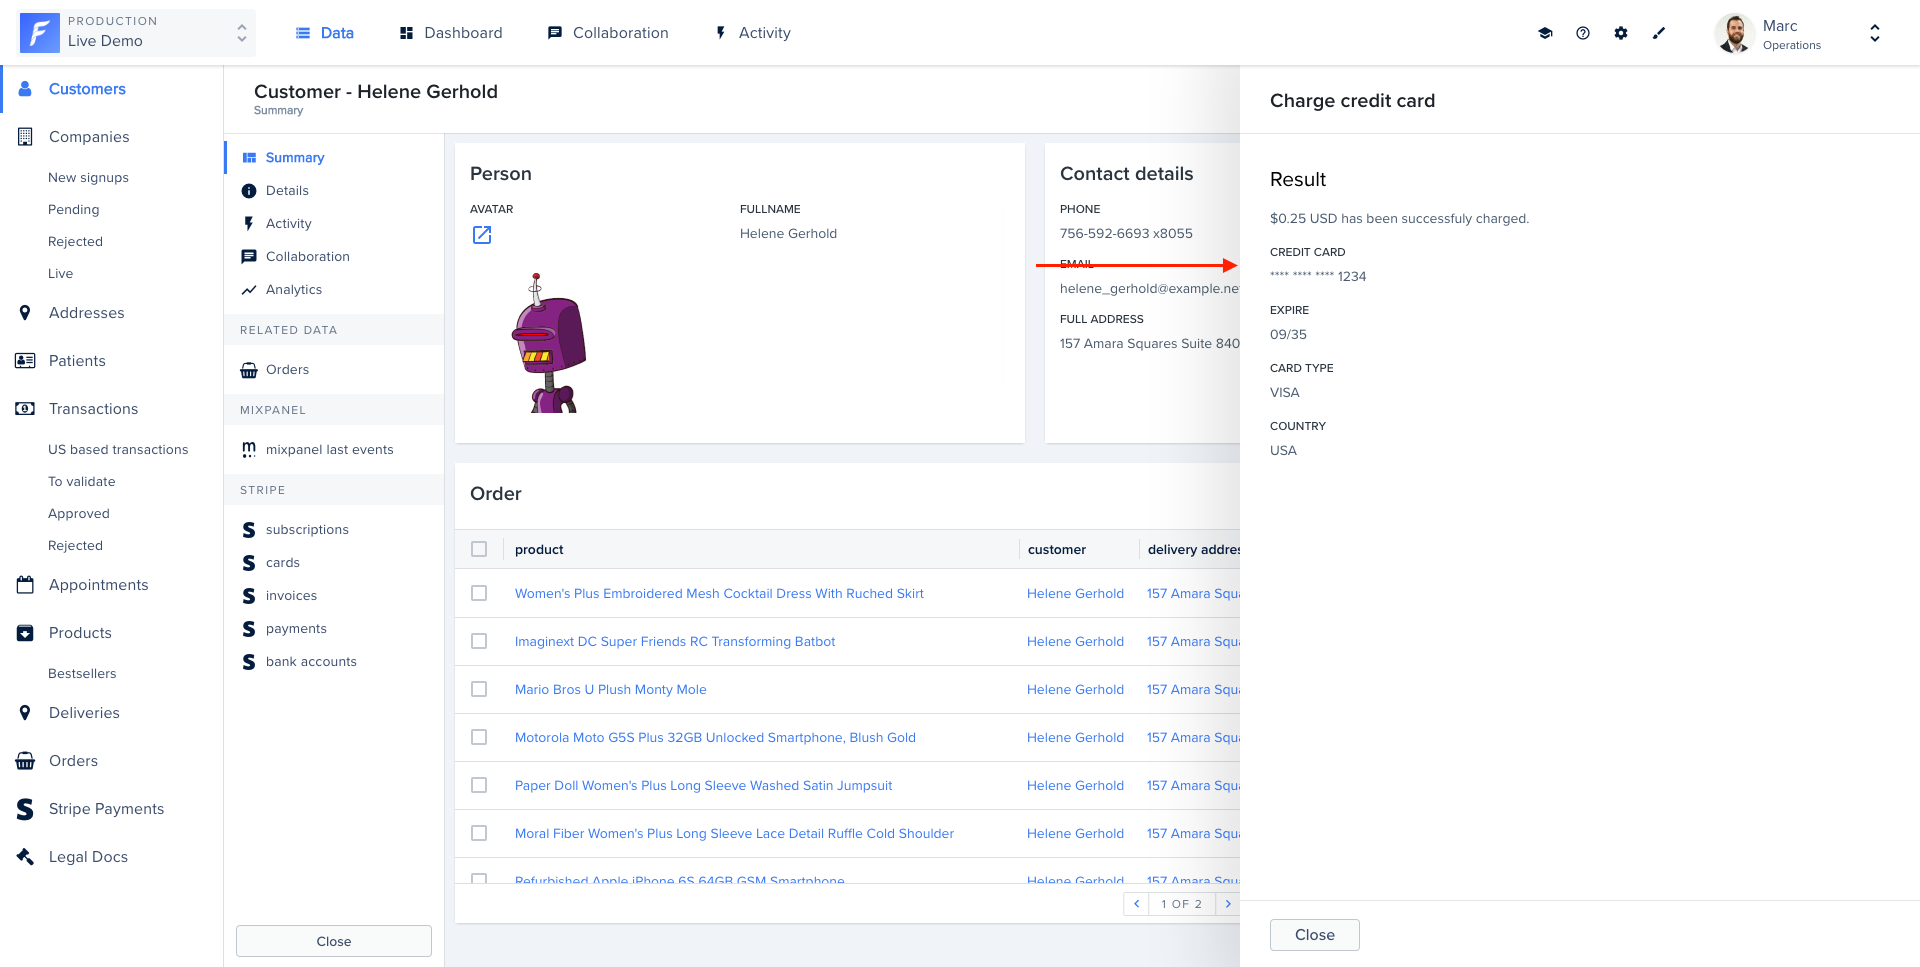 PRODUCTION
Live Demo
Data
Dashboard
Collaboration
Activity
Marc
Operations
Customers
Companies
New signups
Pending
Rejected
Live
Addresses
Patients
Transactions
US based transactions
To validate
Approved
Rejected
Appointments
Products
Bestsellers
Deliveries
Orders
Stripe Payments
Legal Docs
Customer - Helene Gerhold
Summary
Summary
Details
Activity
Collaboration
Analytics
RELATED DATA
Orders
MIXPANEL
mixpanel last events
STRIPE
subscriptions
cards
invoices
payments
bank accounts
Close
Person
AVATAR
FULLNAME
Helene Gerhold
Contact details
PHONE
756-592-6693 x8055
EMAIL
helene_gerhold@example.ne
FULL ADDRESS
157 Amara Squares Suite 840
Order
product customer delivery addres
Women's Plus Embroidered Mesh Cocktail Dress With Ruched Skirt Helene Gerhold 157 Amara Squa
Imaginext DC Super Friends RC Transforming Batbot Helene Gerhold 157 Amara Squa
Mario Bros U Plush Monty Mole Helene Gerhold 157 Amara Squa
Motorola Moto G5S Plus 32GB Unlocked Smartphone, Blush Gold Helene Gerhold 157 Amara Squa
Paper Doll Women's Plus Long Sleeve Washed Satin Jumpsuit Helene Gerhold 157 Amara Squa
Moral Fiber Women's Plus Long Sleeve Lace Detail Ruffle Cold Shoulder Helene Gerhold 157 Amara Squa
Refurbished Apple iPhone 6S 64GB GSM Smartphone Helene Gerhold 157 Amara Squa
1 OF 2
Charge credit card
Result
$0.25 USD has been successfuly charged.
CREDIT CARD
**** **** **** 1234
EXPIRE
09/35
CARD TYPE
VISA
COUNTRY
USA
Close